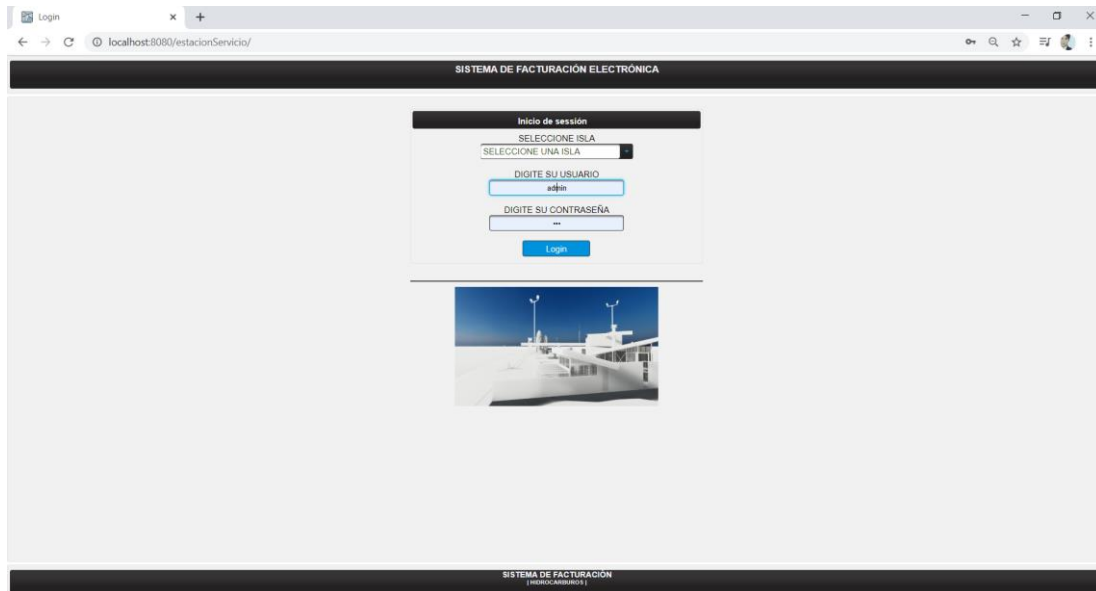 Login
localhost:8080/estacionServicio/
SISTEMA DE FACTURACIÓN ELECTRÓNICA
Inicio de sessión
SELECCIONE ISLA
SELECCIONE UNA ISLA
DIGITE SU USUARIO
admin
DIGITE SU CONTRASEÑA
Login
SISTEMA DE FACTURACIÓN
| HIDROCARBUROS |